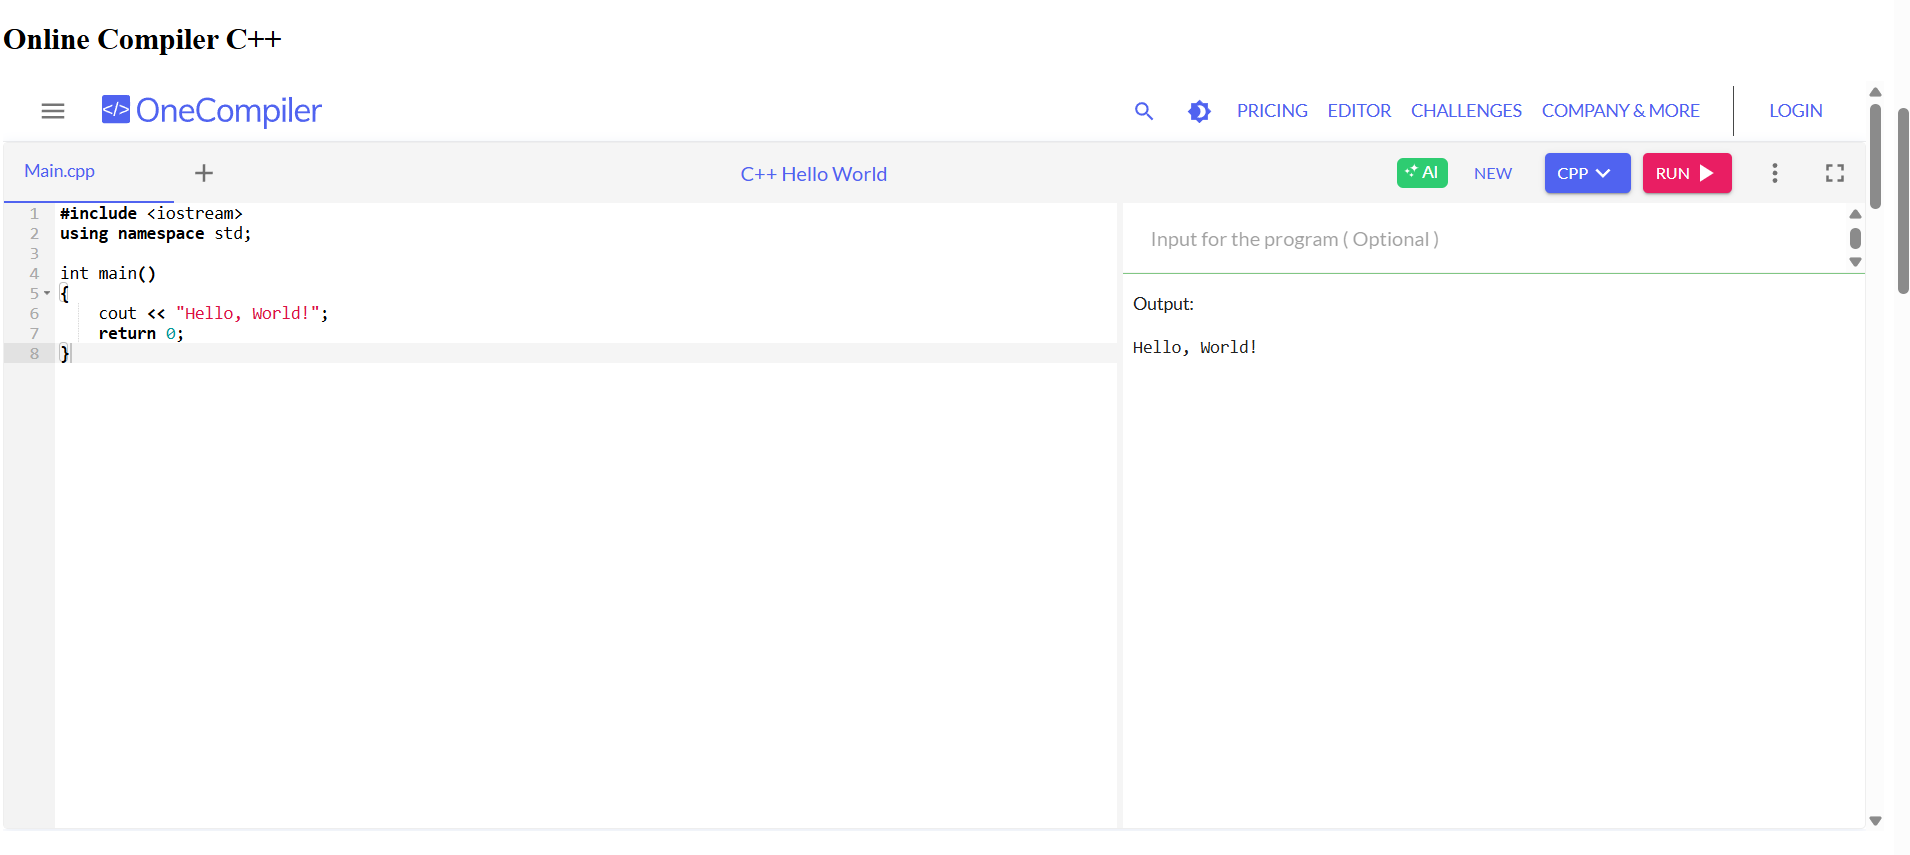 Online Compiler C++
</> OneCompiler
PRICING EDITOR CHALLENGES COMPANY & MORE LOGIN
Main.cpp + C++ Hello World AI NEW CPP RUN
1 #include <iostream>
2 using namespace std;
3
4 int main()
5 {
6 cout << "Hello, World!";
7 return 0;
8 }
Input for the program ( Optional )
Output:
Hello, World!